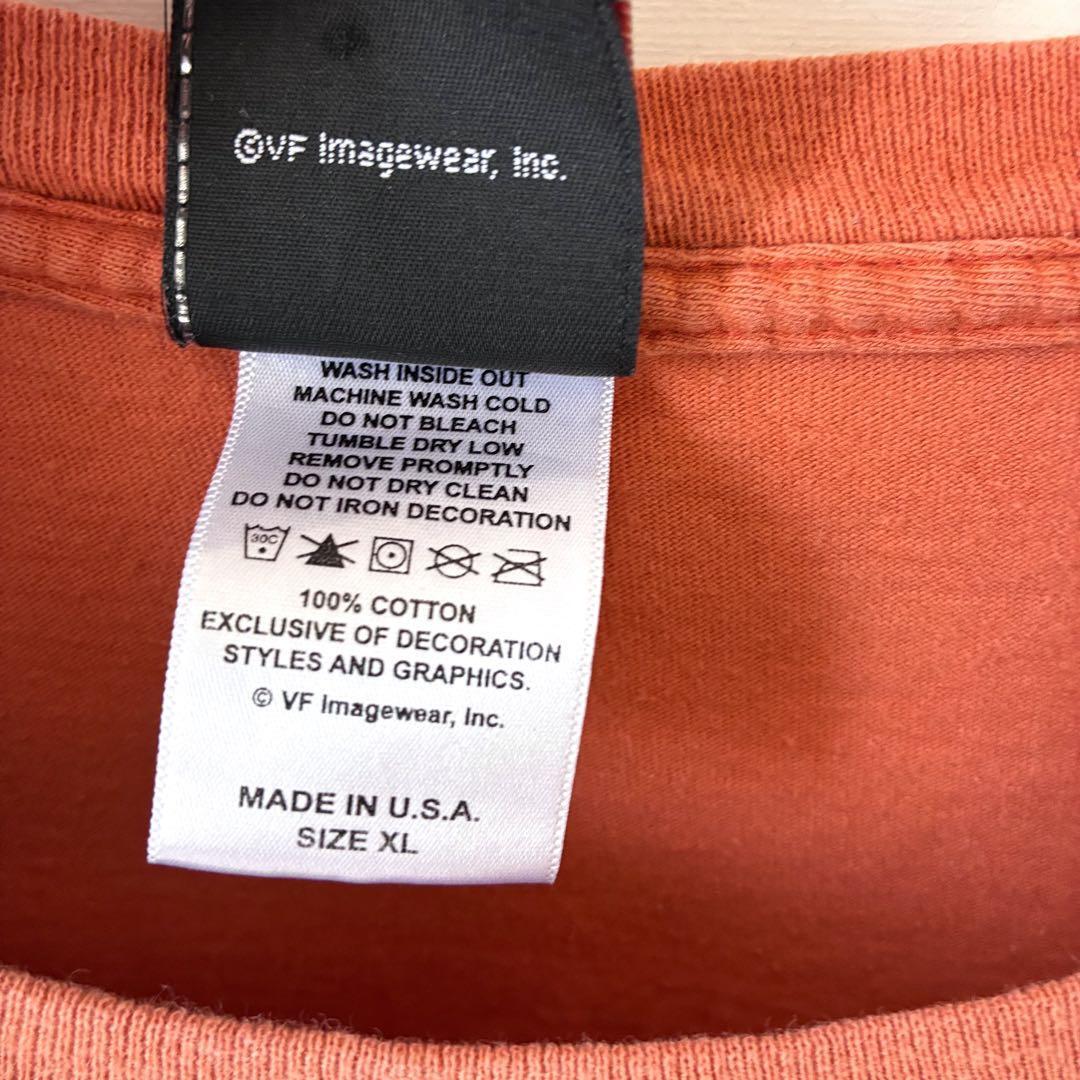 ©VF Imagewear, Inc.
WASH INSIDE OUT
MACHINE WASH COLD
DO NOT BLEACH
TUMBLE DRY LOW
REMOVE PROMPTLY
DO NOT DRY CLEAN
DO NOT IRON DECORATION
30C
100% COTTON
EXCLUSIVE OF DECORATION
STYLES AND GRAPHICS.
© VF Imagewear, Inc.
MADE IN U.S.A.
SIZE XL